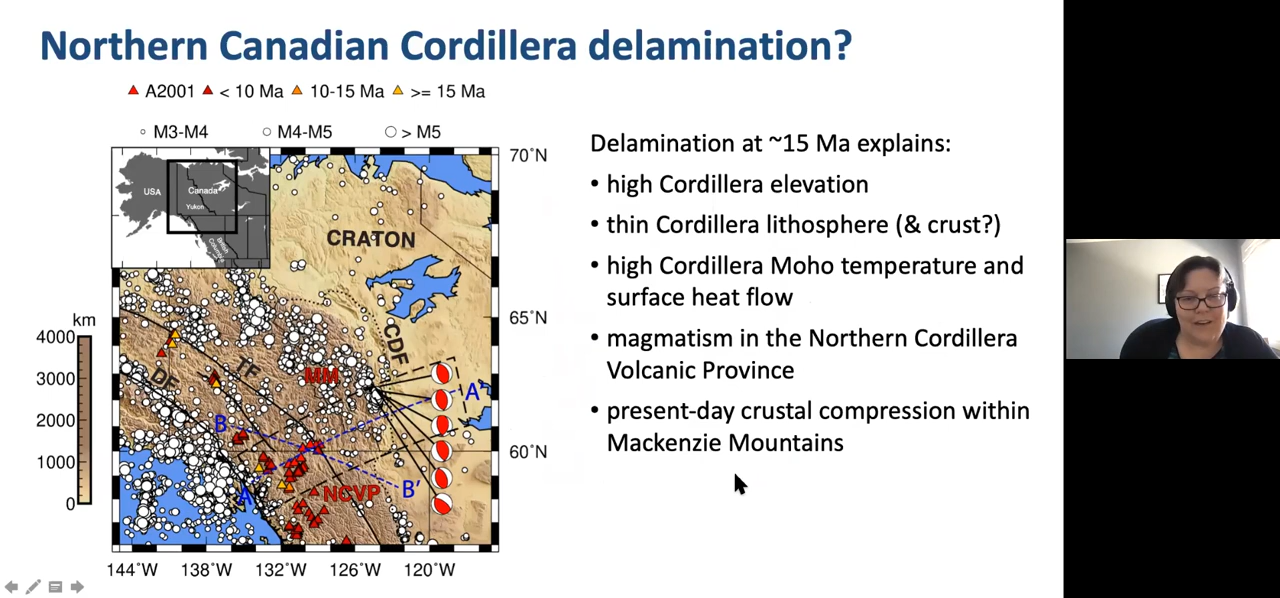 Northern Canadian Cordillera delamination?
A2001 < 10 Ma 10-15 Ma >= 15 Ma
M3-M4 M4-M5 > M5
USA
Canada
Yukon
British
Columbia
70˚N
65˚N
60˚N
CRATON
CDF
TF
DF
MM
NCVP
A
A'
B
B'
km
4000
3000
2000
1000
0
144˚W 138˚W 132˚W 126˚W 120˚W
Delamination at ~15 Ma explains:
• high Cordillera elevation
• thin Cordillera lithosphere (& crust?)
• high Cordillera Moho temperature and
surface heat flow
• magmatism in the Northern Cordillera
Volcanic Province
• present-day crustal compression within
Mackenzie Mountains